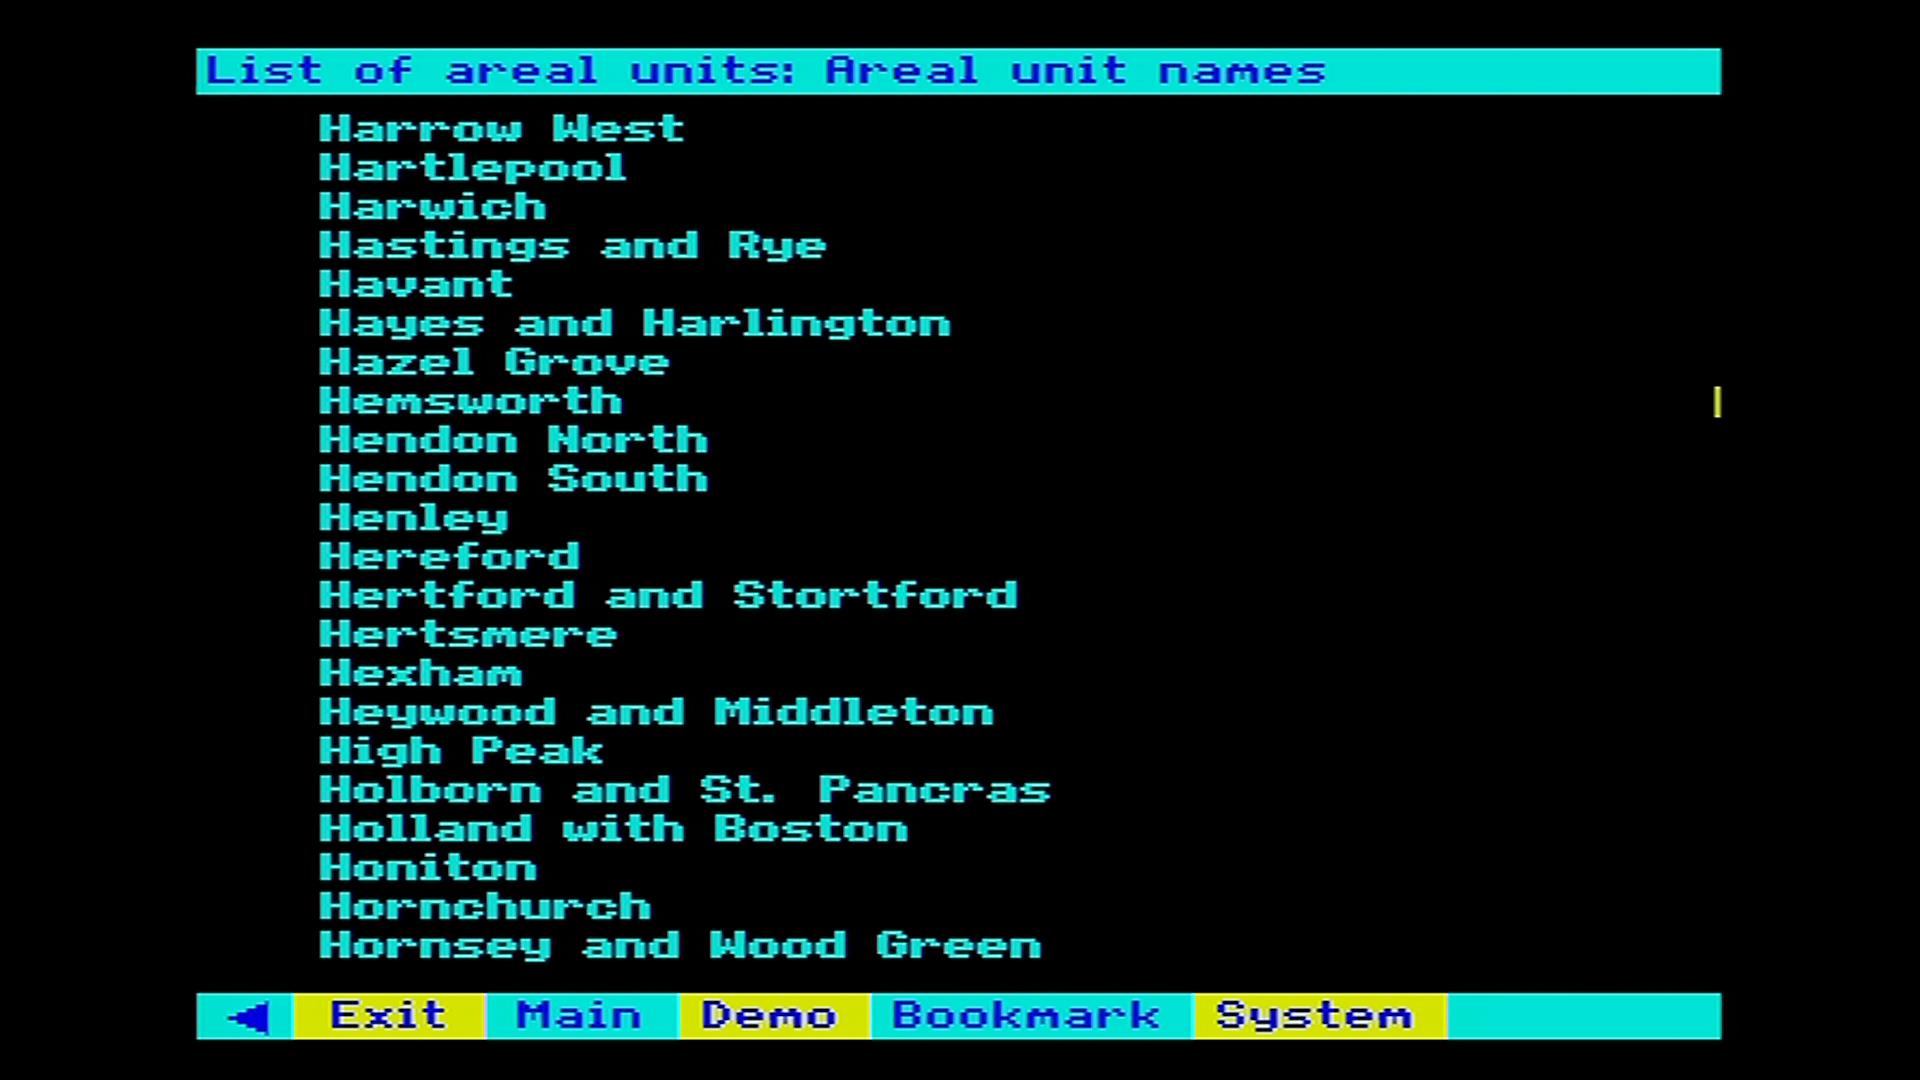 List of areal units: Areal unit names
Harrow West
Hartlepool
Harwich
Hastings and Rye
Havant
Hayes and Harlington
Hazel Grove
Hemsworth
Hendon North
Hendon South
Henley
Hereford
Hertford and Stortford
Hertsmere
Hexham
Heywood and Middleton
High Peak
Holborn and St. Pancras
Holland with Boston
Honiton
Hornchurch
Hornsey and Wood Green
Exit Main Demo Bookmark System